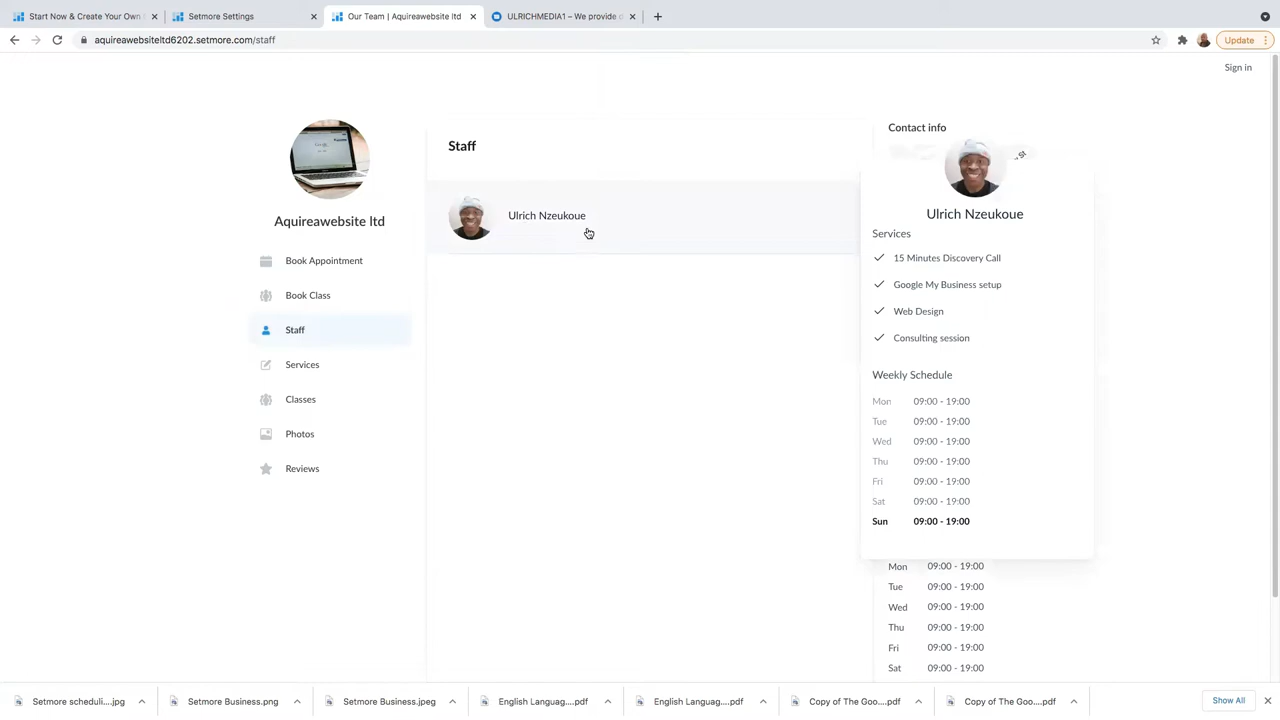 Start Now & Create Your Own
Setmore Settings
Our Team | Aquireawebsite ltd
ULRICHMEDIA1 – We provide
aquireawebsiteltd6202.setmore.com/staff
Update
Sign in
Aquireawebsite ltd
Book Appointment
Book Class
Staff
Services
Classes
Photos
Reviews
Staff
Ulrich Nzeukoue
Contact info
Ulrich Nzeukoue
Services
15 Minutes Discovery Call
Google My Business setup
Web Design
Consulting session
Weekly Schedule
Mon 09:00 - 19:00
Tue 09:00 - 19:00
Wed 09:00 - 19:00
Thu 09:00 - 19:00
Fri 09:00 - 19:00
Sat 09:00 - 19:00
Sun 09:00 - 19:00
Mon 09:00 - 19:00
Tue 09:00 - 19:00
Wed 09:00 - 19:00
Thu 09:00 - 19:00
Fri 09:00 - 19:00
Sat 09:00 - 19:00
Setmore scheduli....jpg
Setmore Business.png
Setmore Business.jpeg
English Languag....pdf
English Languag....pdf
Copy of The Goo....pdf
Copy of The Goo....pdf
Show All